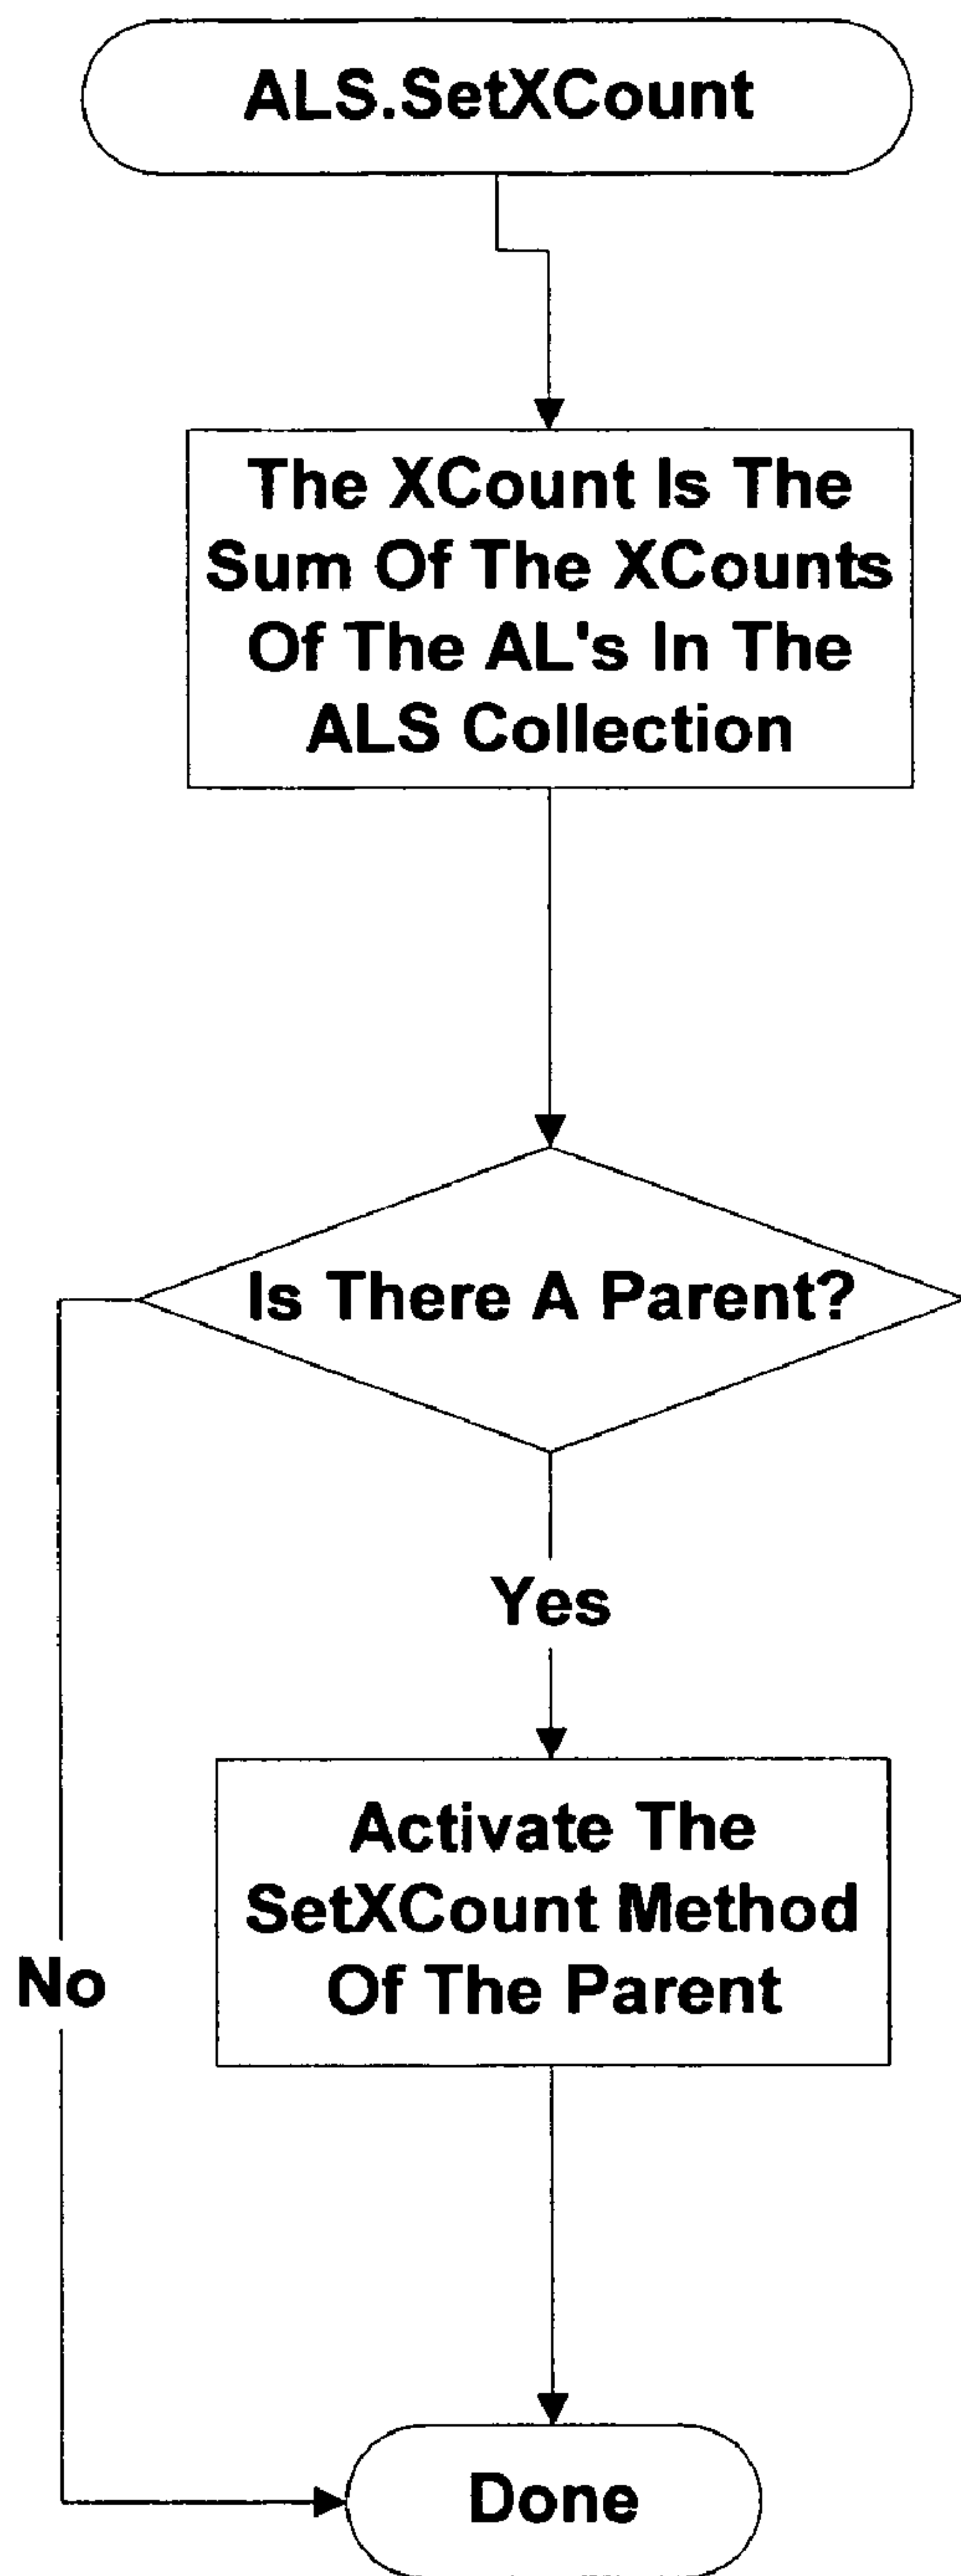 ALS.SetXCount
The XCount Is The
Sum Of The XCounts
Of The AL's In The
ALS Collection
Is There A Parent?
Yes
Activate The
SetXCount Method
Of The Parent
No
Done